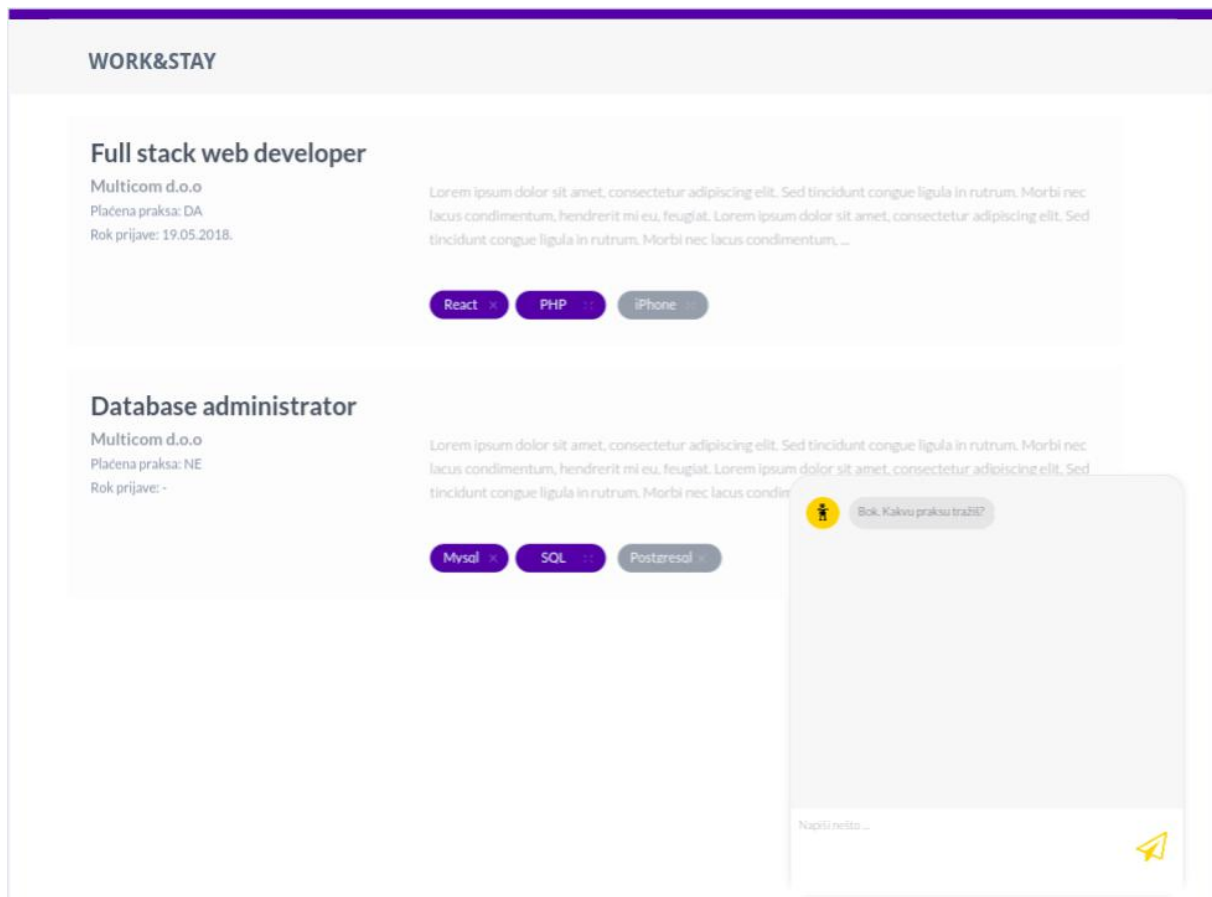 WORK&STAY
Full stack web developer
Multicom d.o.o
Plaćena praksa: DA
Rok prijave: 19.05.2018.
Lorem ipsum dolor sit amet, consectetur adipiscing elit. Sed tincidunt congue ligula in rutrum. Morbi nec
lacus condimentum, hendrerit mi eu, feugiat. Lorem ipsum dolor sit amet, consectetur adipiscing elit. Sed
tincidunt congue ligula in rutrum. Morbi nec lacus condimentum, ...
React × PHP :: iPhone ::
Database administrator
Multicom d.o.o
Plaćena praksa: NE
Rok prijave: -
Lorem ipsum dolor sit amet, consectetur adipiscing elit. Sed tincidunt congue ligula in rutrum. Morbi nec
lacus condimentum, hendrerit mi eu, feugiat. Lorem ipsum dolor sit amet, consectetur adipiscing elit. Sed
tincidunt congue ligula in rutrum. Morbi nec lacus condim
Mysql × SQL :: Postgresql ×
Bok. Kakvu praksu tražiš?
Napiši nešto ...